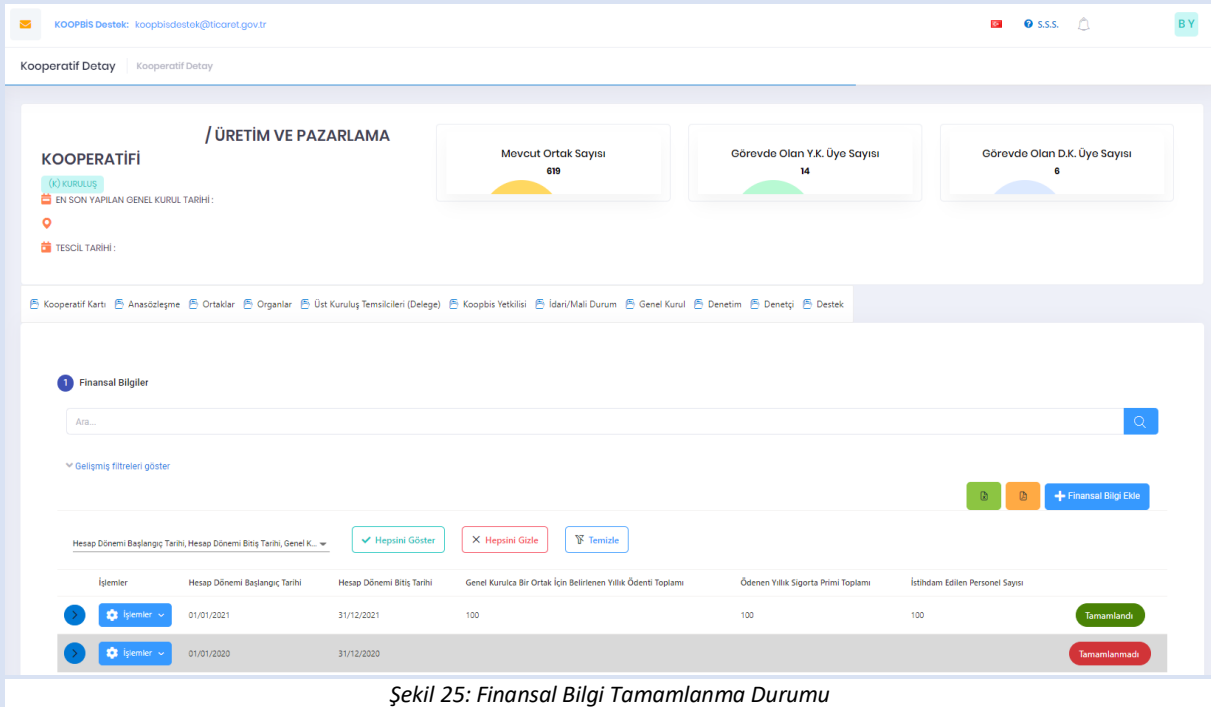 KOOPBİS Destek: koopbisdestek@ticaret.gov.tr
S.S.S.
B Y
Kooperatif Detay Kooperatif Detay
/ ÜRETİM VE PAZARLAMA
KOOPERATİFİ
(K) KURULUŞ
EN SON YAPILAN GENEL KURUL TARİHİ :
TESCİL TARİHİ :
Mevcut Ortak Sayısı
619
Görevde Olan Y.K. Üye Sayısı
14
Görevde Olan D.K. Üye Sayısı
6
Kooperatif Kartı Anasözleşme Ortaklar Organlar Üst Kuruluş Temsilcileri (Delege) Koopbis Yetkilisi İdari/Mali Durum Genel Kurul Denetim Denetçi Destek
1 Finansal Bilgiler
Ara...
Gelişmiş filtreleri göster
Finansal Bilgi Ekle
Hesap Dönemi Başlangıç Tarihi, Hesap Dönemi Bitiş Tarihi, Genel K... Hepsini Göster Hepsini Gizle Temizle
İşlemler Hesap Dönemi Başlangıç Tarihi Hesap Dönemi Bitiş Tarihi Genel Kurulca Bir Ortak İçin Belirlenen Yıllık Ödenti Toplamı Ödenen Yıllık Sigorta Primi Toplamı İstihdam Edilen Personel Sayısı
İşlemler 01/01/2021 31/12/2021 100 100 100 Tamamlandı
İşlemler 01/01/2020 31/12/2020 Tamamlanmadı
Şekil 25: Finansal Bilgi Tamamlanma Durumu